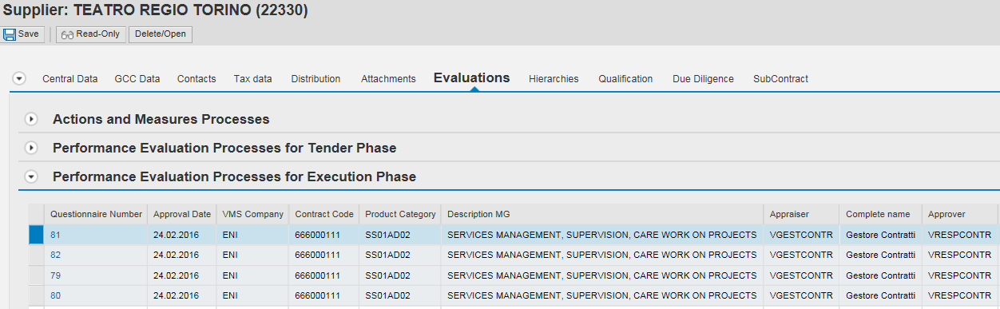 Supplier: TEATRO REGIO TORINO (22330)
Save Read-Only Delete/Open
Central Data GCC Data Contacts Tax data Distribution Attachments Evaluations Hierarchies Qualification Due Diligence SubContract
Actions and Measures Processes
Performance Evaluation Processes for Tender Phase
Performance Evaluation Processes for Execution Phase
Questionnaire Number Approval Date VMS Company Contract Code Product Category Description MG Appraiser Complete name Approver
81 24.02.2016 ENI 666000111 SS01AD02 SERVICES MANAGEMENT, SUPERVISION, CARE WORK ON PROJECTS VGESTCONTR Gestore Contratti VRESPCONTR
82 24.02.2016 ENI 666000111 SS01AD02 SERVICES MANAGEMENT, SUPERVISION, CARE WORK ON PROJECTS VGESTCONTR Gestore Contratti VRESPCONTR
79 24.02.2016 ENI 666000111 SS01AD02 SERVICES MANAGEMENT, SUPERVISION, CARE WORK ON PROJECTS VGESTCONTR Gestore Contratti VRESPCONTR
80 24.02.2016 ENI 666000111 SS01AD02 SERVICES MANAGEMENT, SUPERVISION, CARE WORK ON PROJECTS VGESTCONTR Gestore Contratti VRESPCONTR